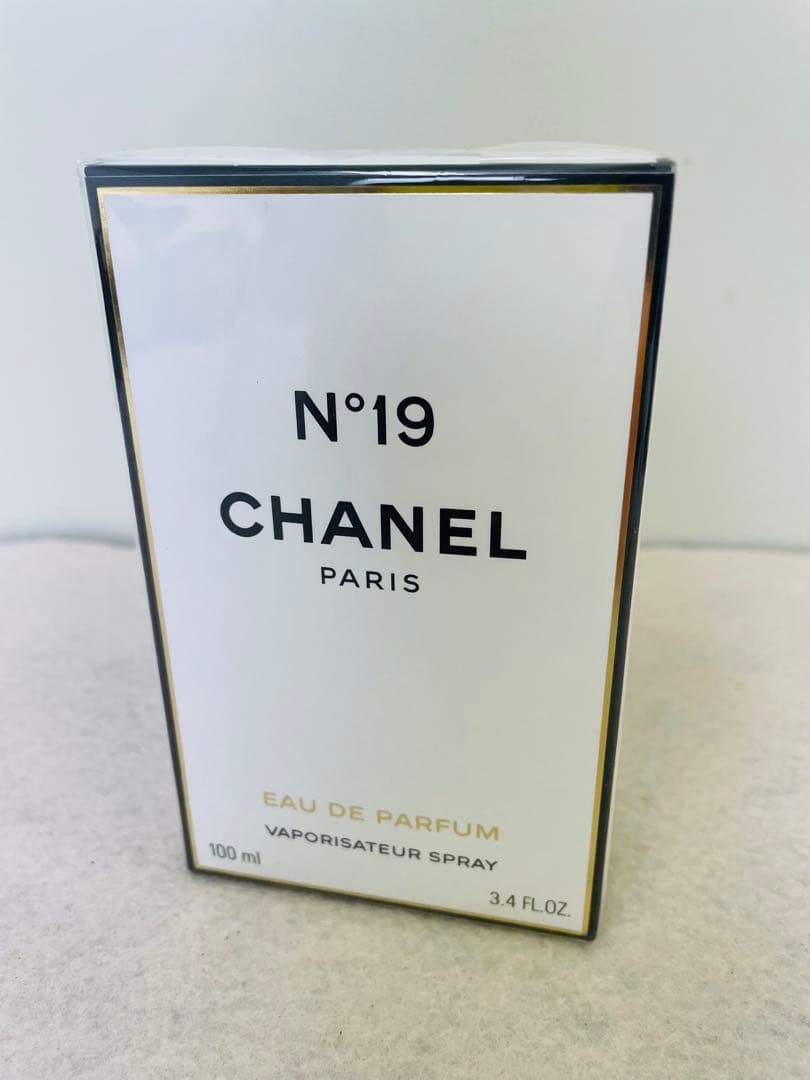 N°19
CHANEL
PARIS
EAU DE PARFUM
VAPORISATEUR SPRAY
100 ml
3.4 FL.OZ.